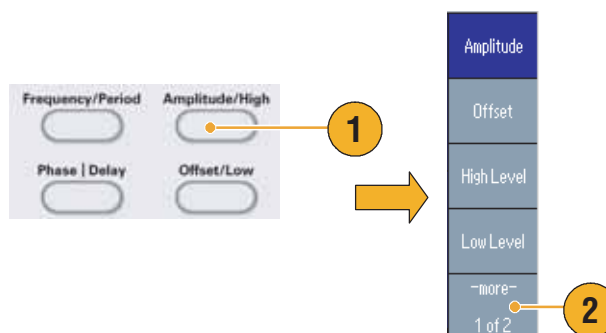 Frequency/Period
Amplitude/High
1
Phase | Delay
Offset/Low
Amplitude
Offset
High Level
Low Level
-more-
1 of 2
2